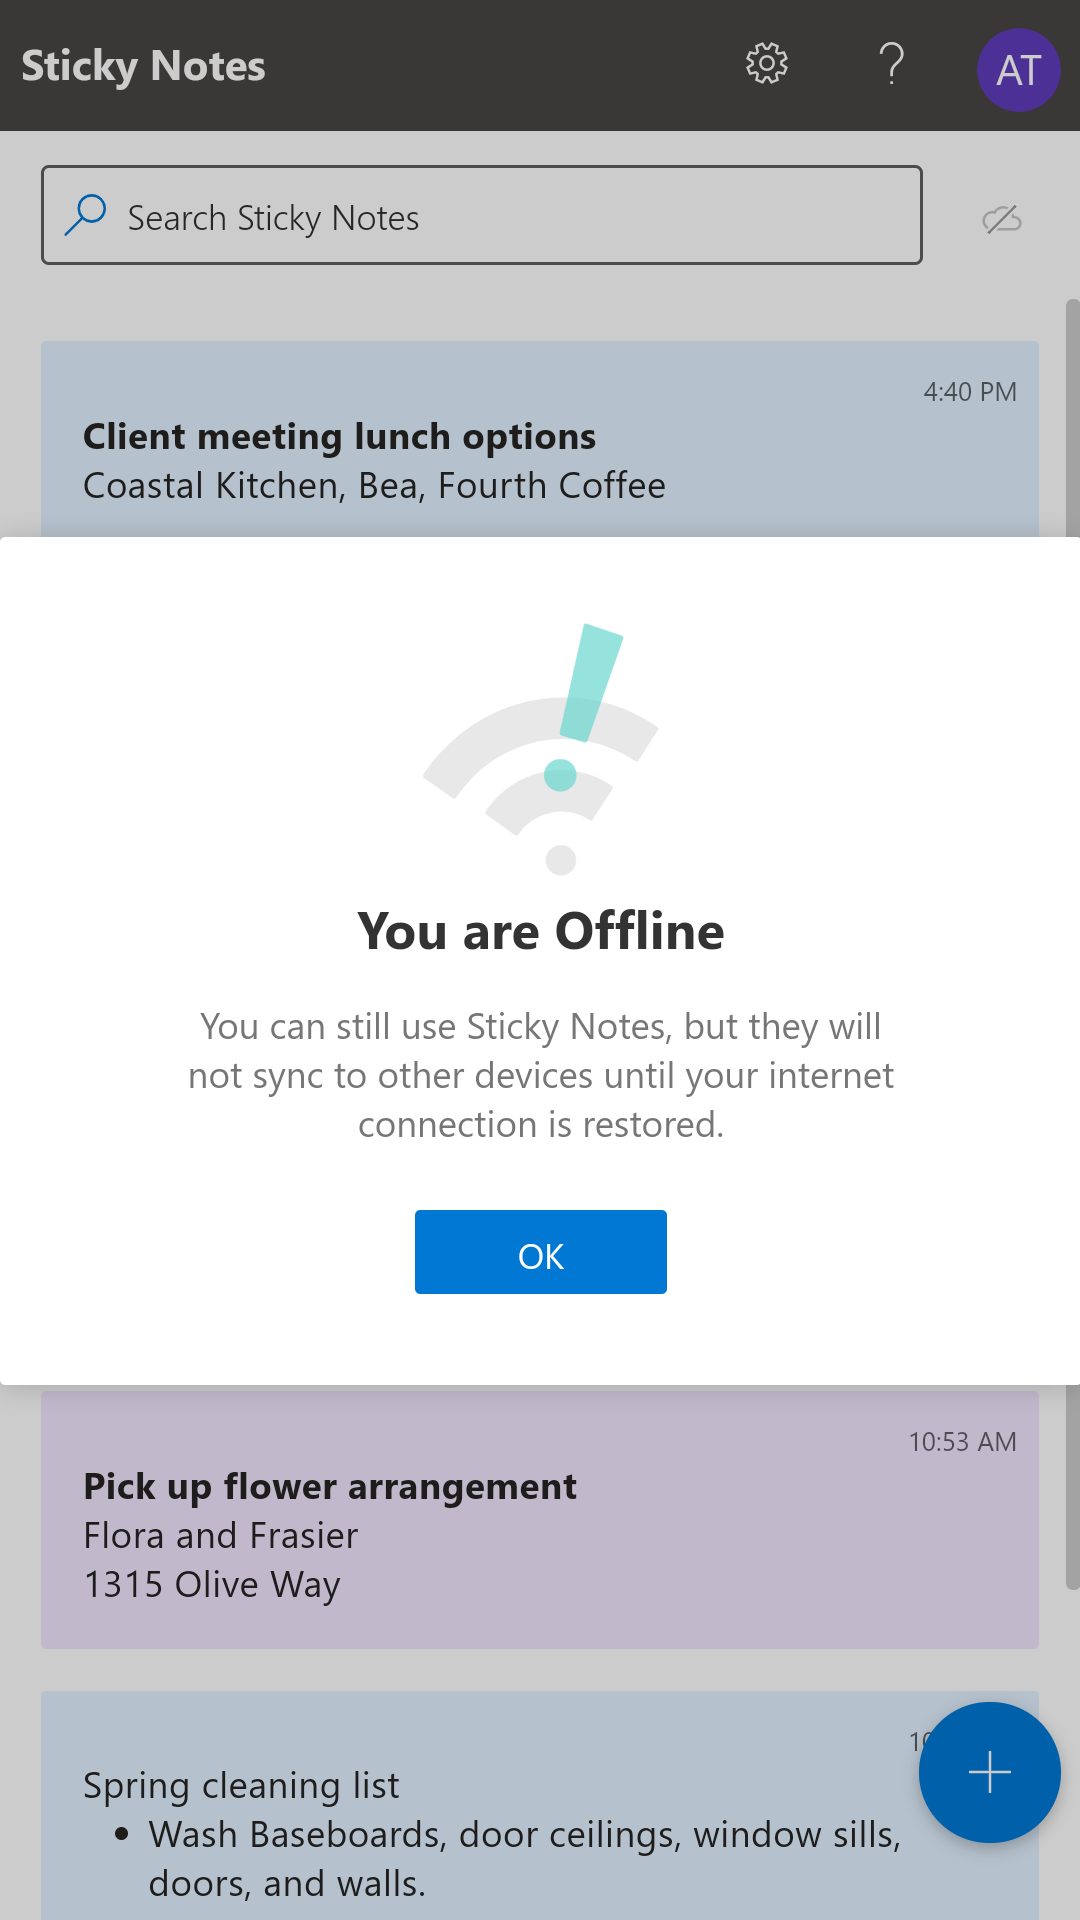 Sticky Notes
AT
Search Sticky Notes
4:40 PM
Client meeting lunch options
Coastal Kitchen, Bea, Fourth Coffee
You are Offline
You can still use Sticky Notes, but they will
not sync to other devices until your internet
connection is restored.
OK
10:53 AM
Pick up flower arrangement
Flora and Frasier
1315 Olive Way
Spring cleaning list
• Wash Baseboards, door ceilings, window sills,
doors, and walls.